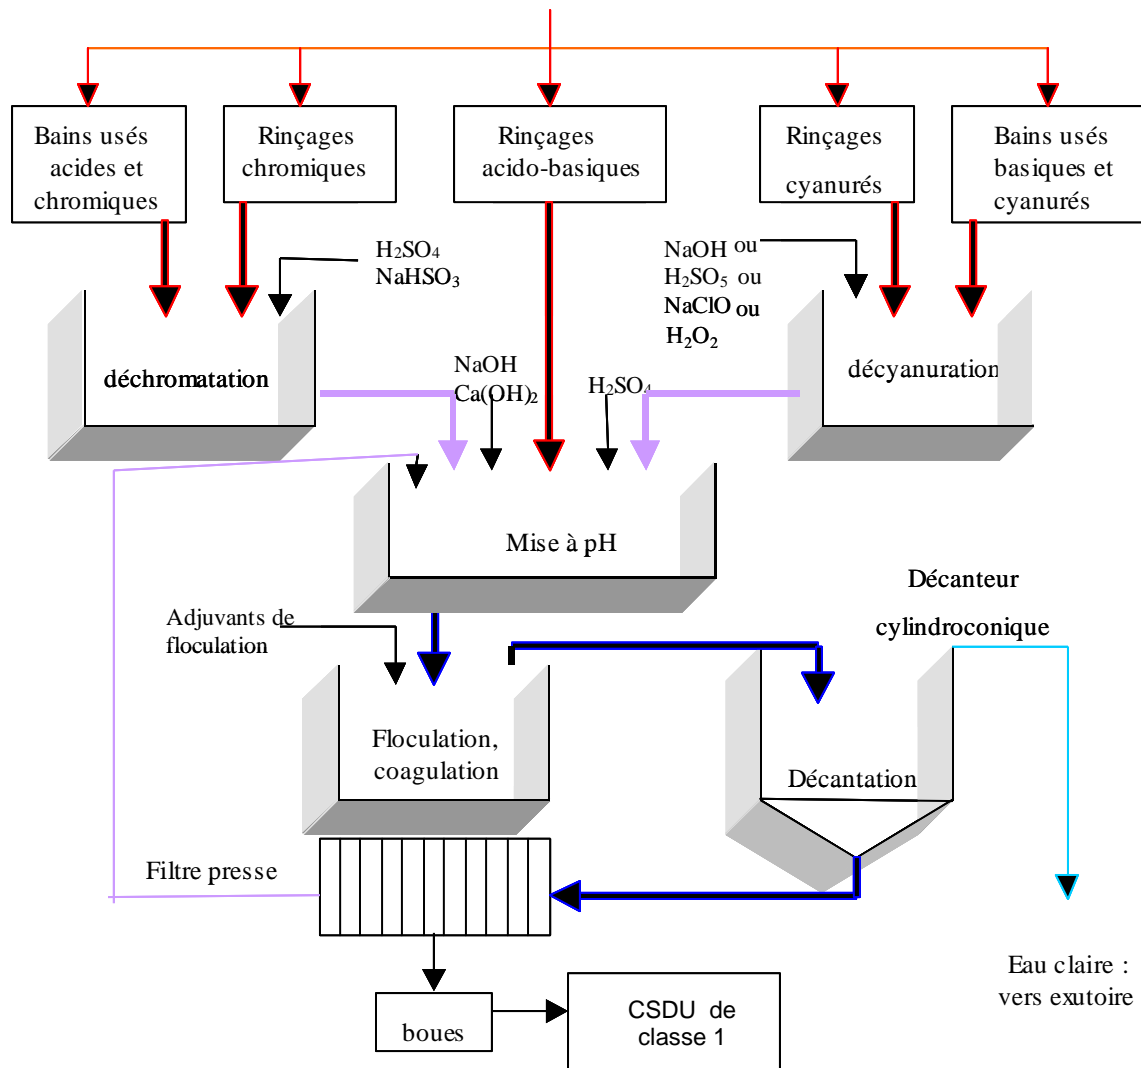 Bains usés
acides et
chromiques
Rinçages
chromiques
Rinçages
acido-basiques
Rinçages
cyanurés
Bains usés
basiques et
cyanurés
H₂SO₄
NaHSO₃
NaOH ou
H₂SO₅ ou
NaClO ou
H₂O₂
déchromatation
décyanuration
NaOH
Ca(OH)₂
H₂SO₄
Mise à pH
Décanteur
cylindroconique
Adjuvants de
floculation
Floculation,
coagulation
Décantation
Filtre presse
Eau claire :
vers exutoire
boues
CSDU de
classe 1